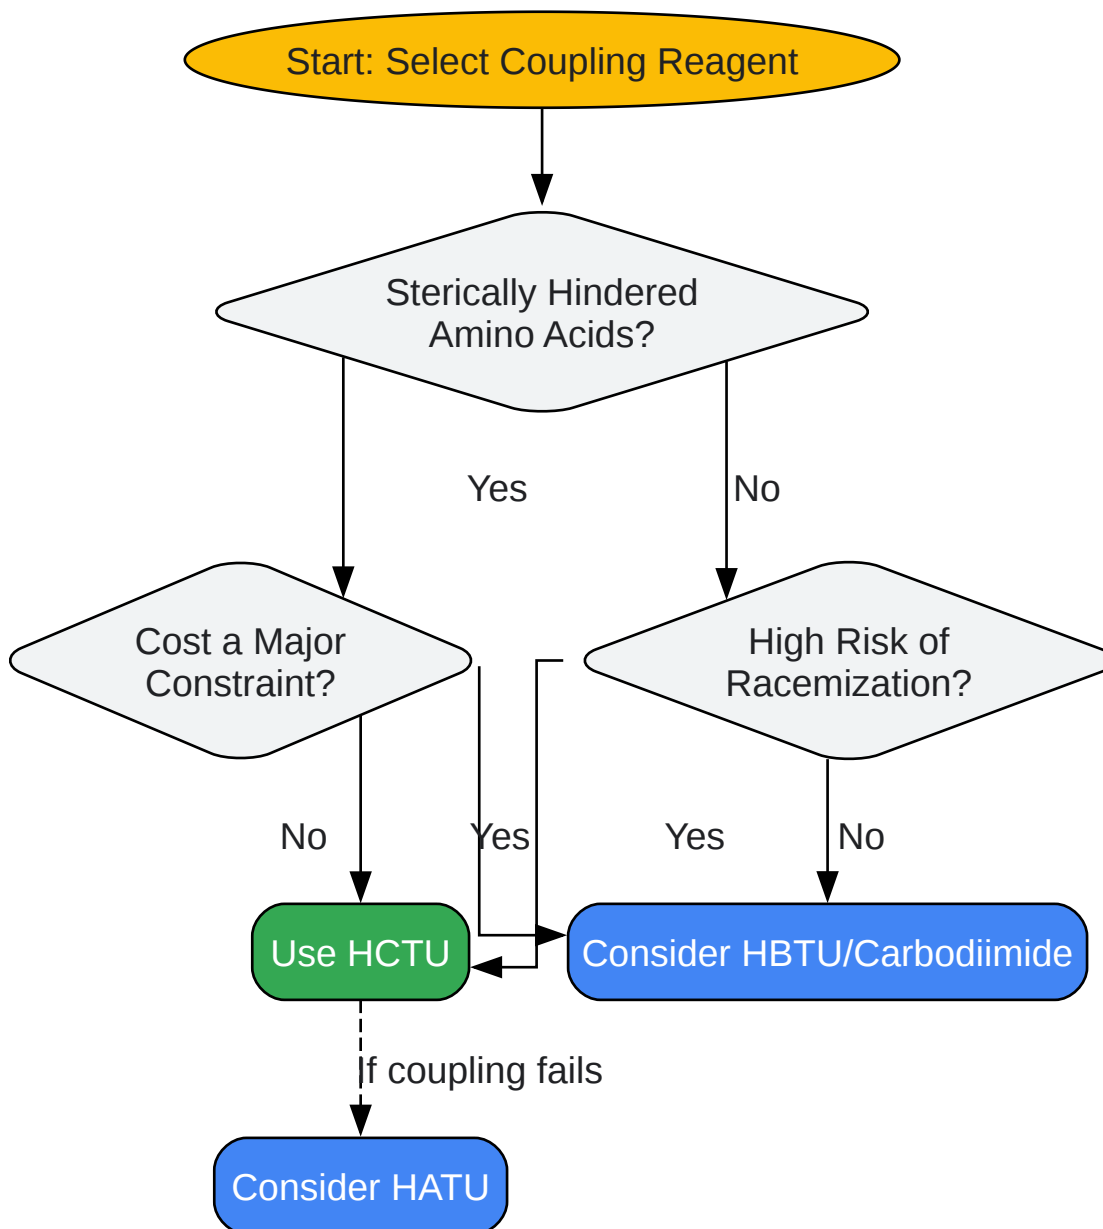 Start: Select Coupling Reagent
Sterically Hindered
Amino Acids?
Yes
No
Cost a Major
Constraint?
High Risk of
Racemization?
No
Yes
Yes
No
Use HCTU
Consider HBTU/Carbodiimide
If coupling fails
Consider HATU